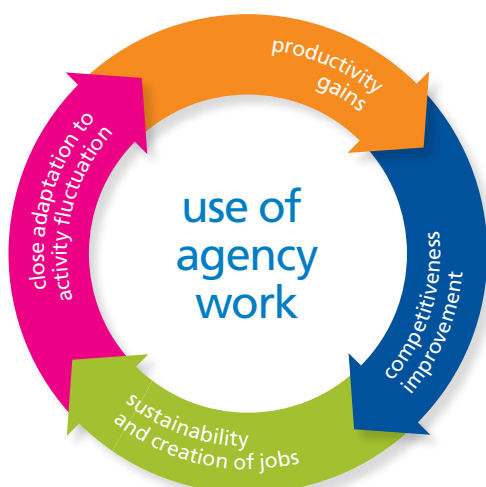 productivity
gains
close adaptation to
activity fluctuation
use of
agency
work
competitiveness
improvement
sustainability
and creation of jobs